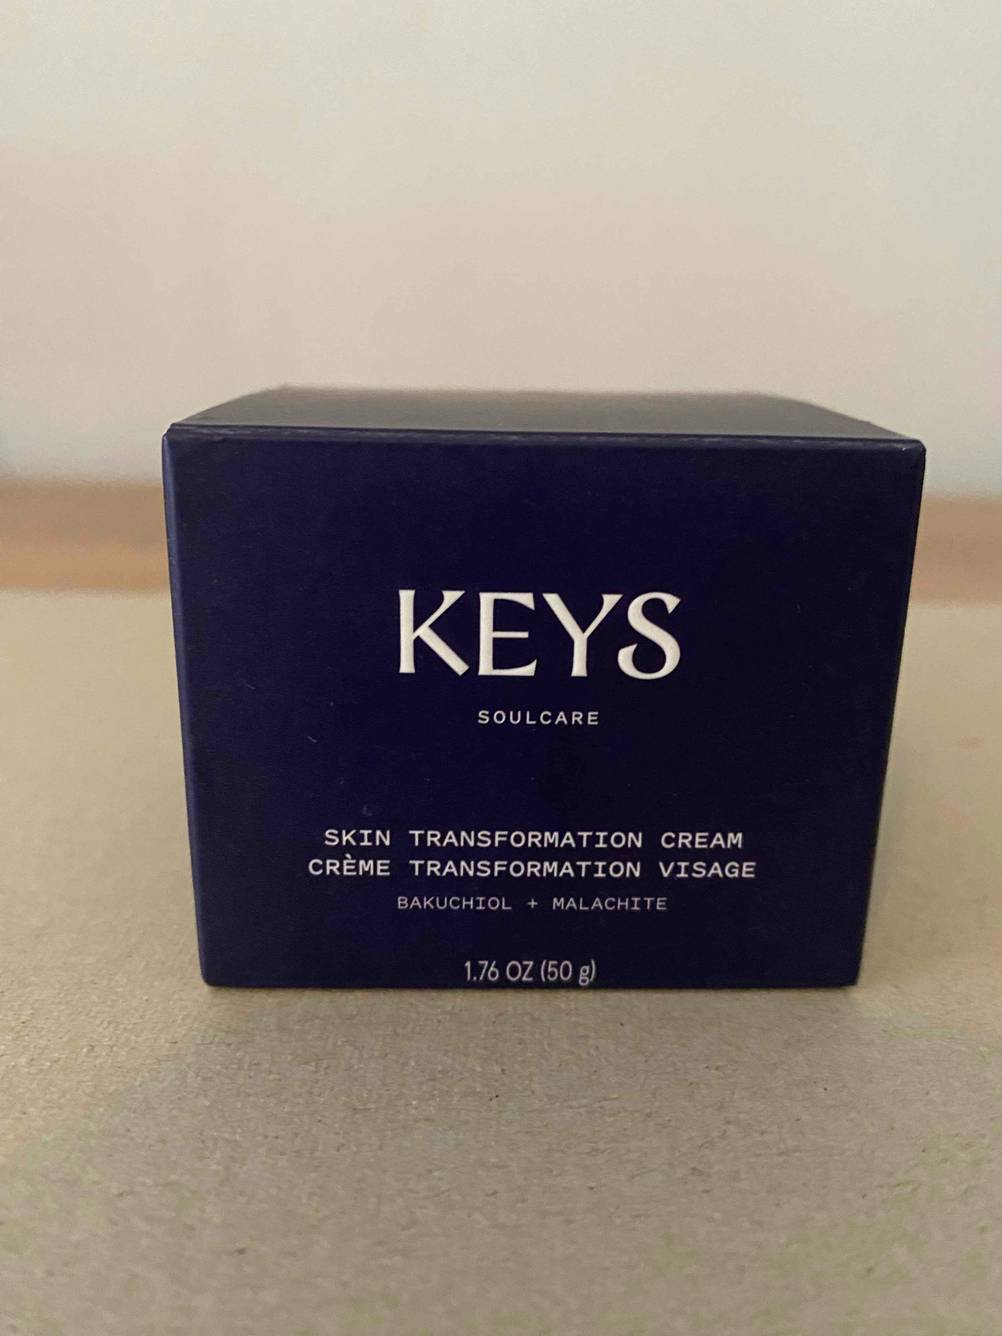 KEYS
SOULCARE
SKIN TRANSFORMATION CREAM
CRÈME TRANSFORMATION VISAGE
BAKUCHIOL + MALACHITE
1.76 OZ (50 g)